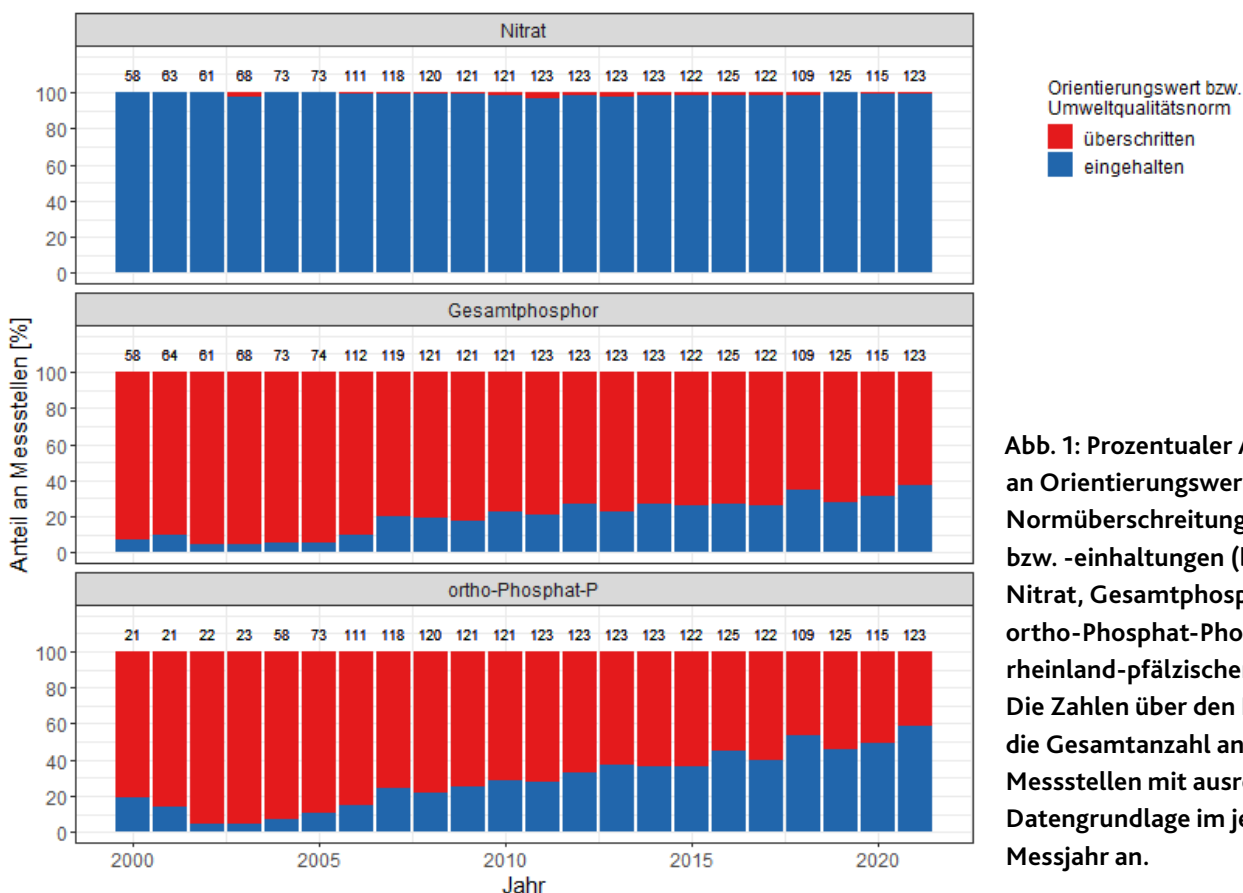 Nitrat
58 63 61 68 73 73 111 118 120 121 121 123 123 123 123 122 125 122 109 125 115 123
100
80
60
40
20
0
Gesamtphosphor
58 64 61 68 73 74 112 119 121 121 121 123 123 123 123 122 125 122 109 125 115 123
100
80
60
40
20
0
ortho-Phosphat-P
21 21 22 23 58 73 111 118 120 121 121 123 123 123 123 122 125 122 109 125 115 123
100
80
60
40
20
0
2000 2005 2010 2015 2020
Jahr
Anteil an Messstellen [%]
Orientierungswert bzw.
Umweltqualitätsnorm
überschritten
eingehalten
Abb. 1: Prozentualer
an Orientierungswer
Normüberschreitung
bzw. -einhaltungen
Nitrat, Gesamtphosp
ortho-Phosphat-Pho
rheinland-pfälzische
Die Zahlen über den
die Gesamtanzahl an
Messstellen mit ausr
Datengrundlage im je
Messjahr an.